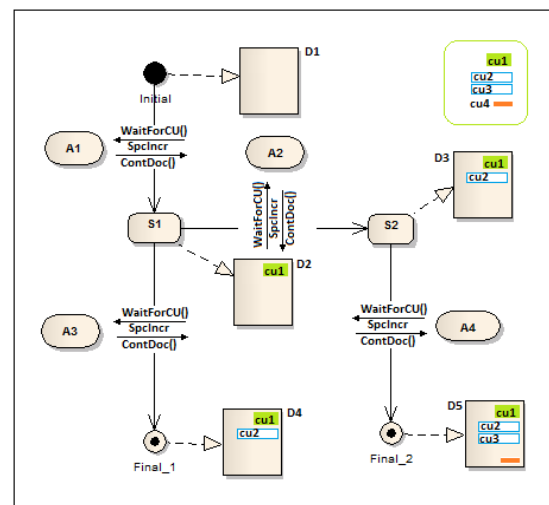 D1
cu1
cu2
cu3
cu4
Initial
A1
WaitForCU()
SpcIncr
ContDoc()
A2
D3
cu1
cu2
WaitForCU()
SpcIncr
ContDoc()
S1
S2
D2
cu1
A3
WaitForCU()
SpcIncr
ContDoc()
WaitForCU()
SpcIncr
ContDoc()
A4
D4
cu1
cu2
Final_1
D5
cu1
cu2
cu3
Final_2